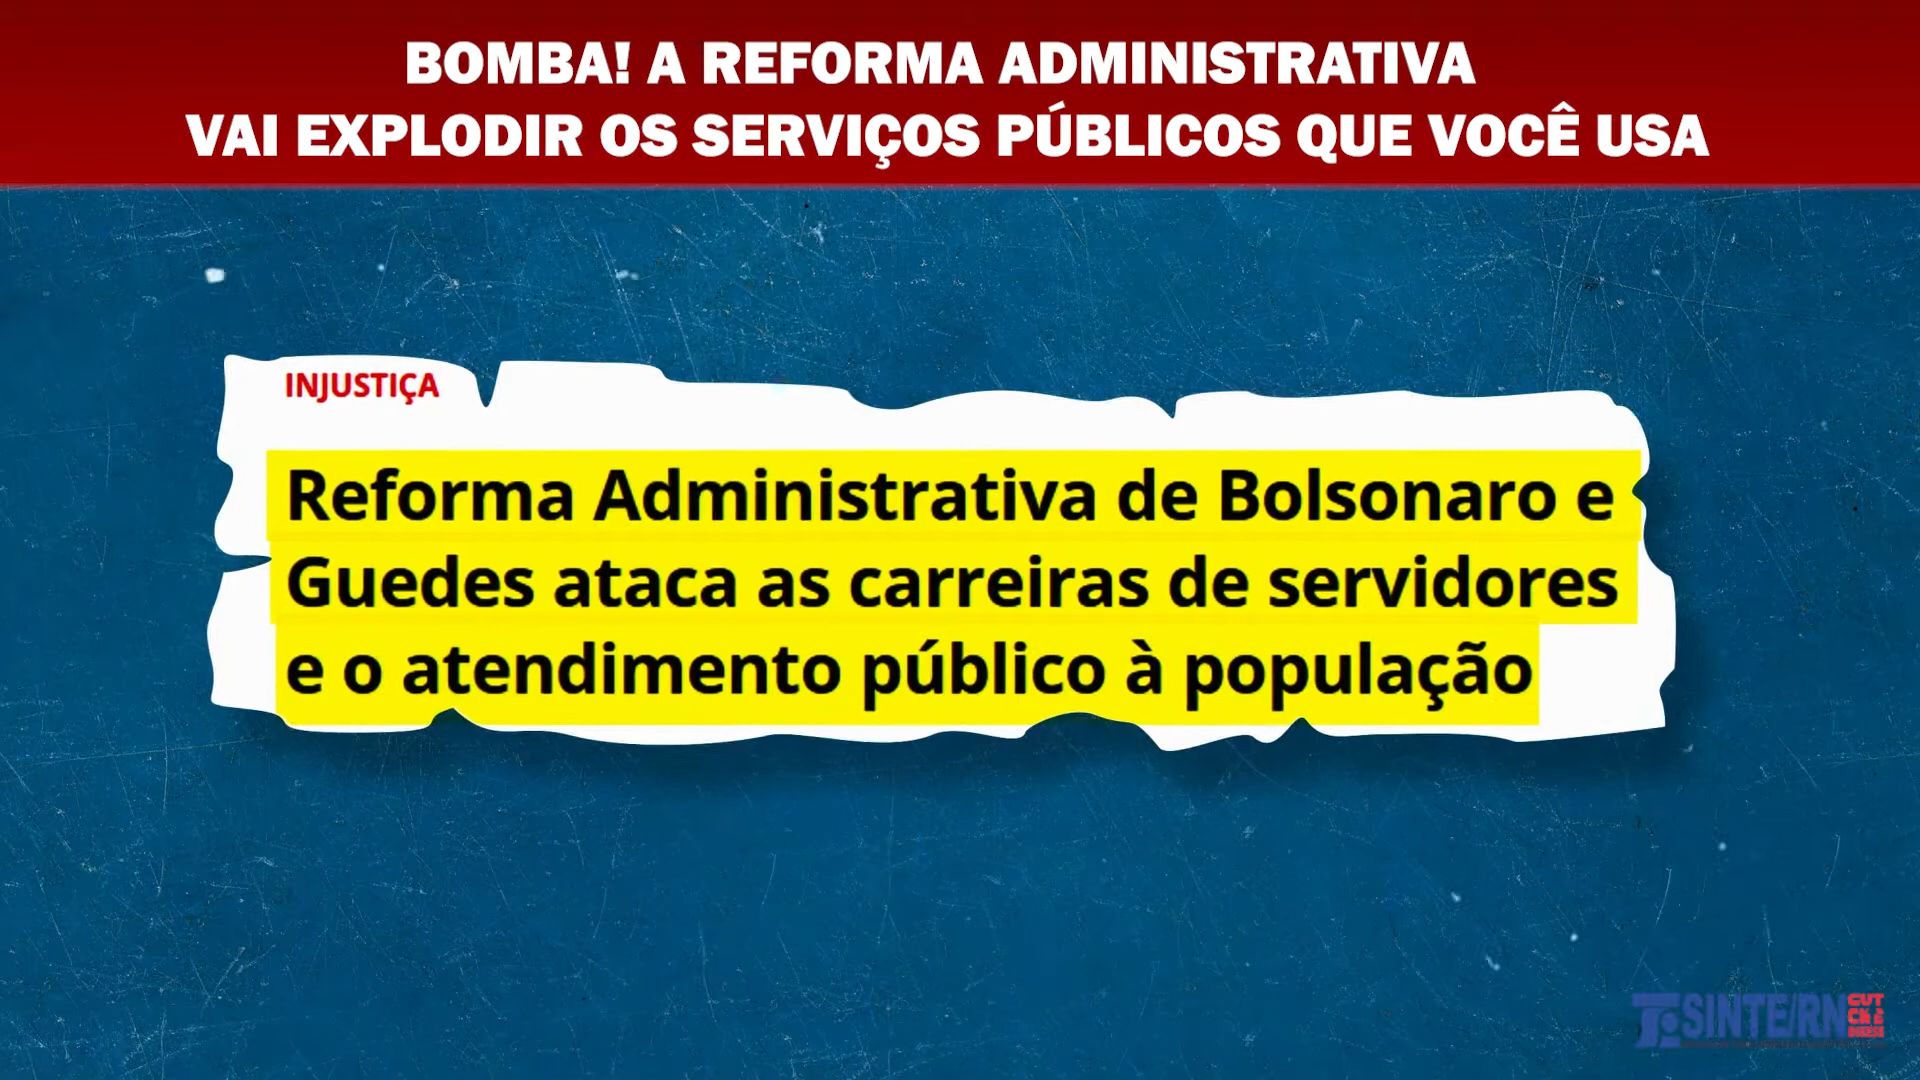 BOMBA! A REFORMA ADMINISTRATIVA
VAI EXPLODIR OS SERVIÇOS PÚBLICOS QUE VOCÊ USA
INJUSTIÇA
Reforma Administrativa de Bolsonaro e
Guedes ataca as carreiras de servidores
e o atendimento público à população
SINTE/RN
CUT